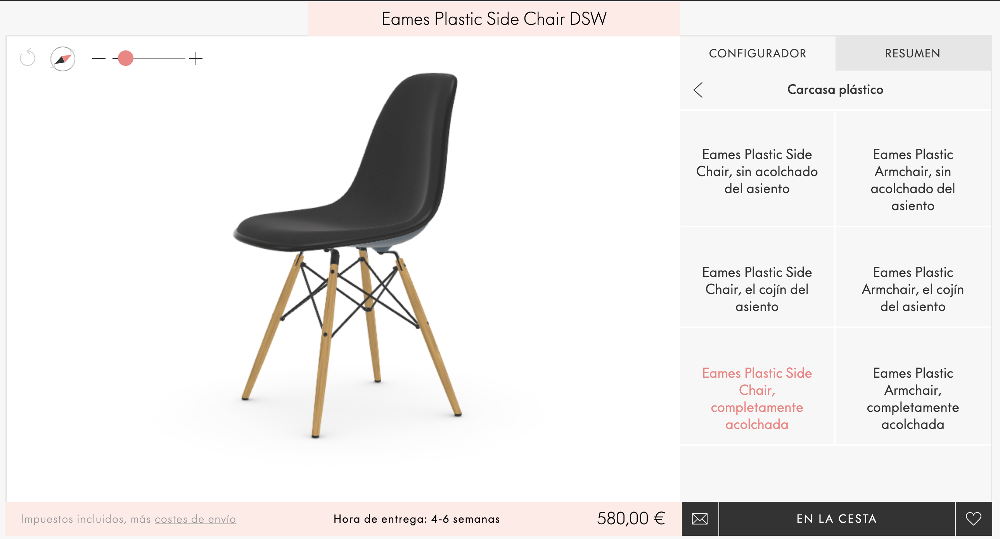 Eames Plastic Side Chair DSW
CONFIGURADOR
RESUMEN
Carcasa plástico
Eames Plastic Side
Chair, sin acolchado
del asiento
Eames Plastic
Armchair, sin
acolchado del
asiento
Eames Plastic Side
Chair, el cojín del
asiento
Eames Plastic
Armchair, el cojín
del asiento
Eames Plastic Side
Chair,
completamente
acolchada
Eames Plastic
Armchair,
completamente
acolchada
Impuestos incluidos, más costes de envío
Hora de entrega: 4-6 semanas
580,00 €
EN LA CESTA